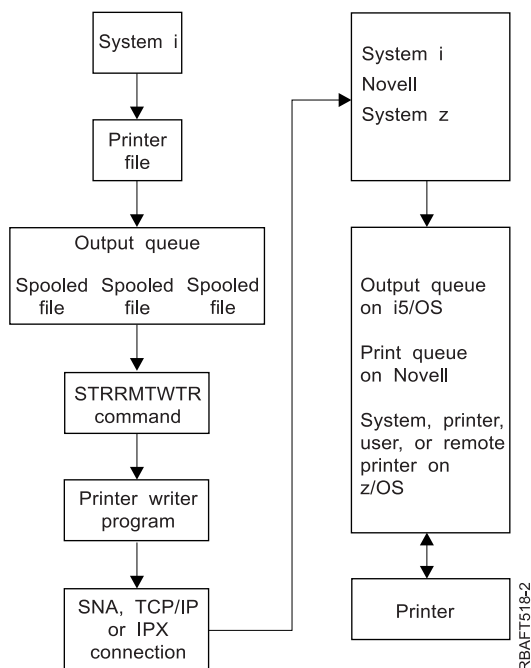 System i
Printer
file
Output queue
Spooled Spooled Spooled
file file file
STRRMTWTR
command
Printer writer
program
SNA, TCP/IP
or IPX
connection
System i
Novell
System z
Output queue
on i5/OS
Print queue
on Novell
System, printer,
user, or remote
printer on
z/OS
Printer
RBAFT518-2